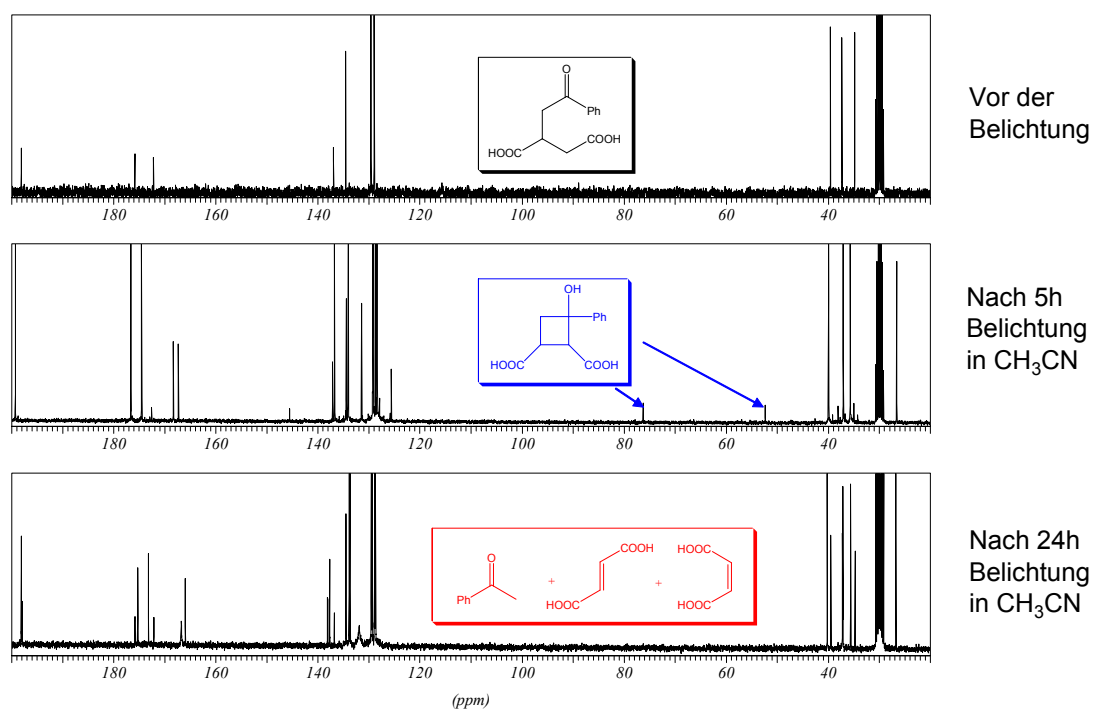 O
Ph
COOH
HOOC
Vor der
Belichtung
180 160 140 120 100 80 60 40
OH
Ph
HOOC
COOH
Nach 5h
Belichtung
in CH₃CN
180 160 140 120 100 80 60 40
O
COOH
HOOC
Ph
+
+
HOOC
HOOC
Nach 24h
Belichtung
in CH₃CN
180 160 140 120 100 80 60 40
(ppm)